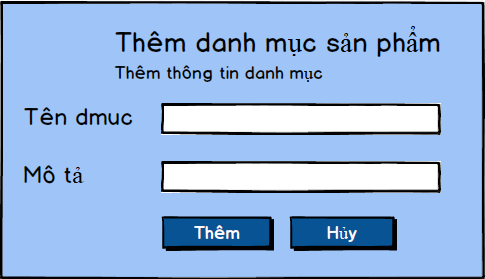 Thêm danh mục sản phẩm
Thêm thông tin danh mục
Tên dmuc
Mô tả
Thêm Hủy